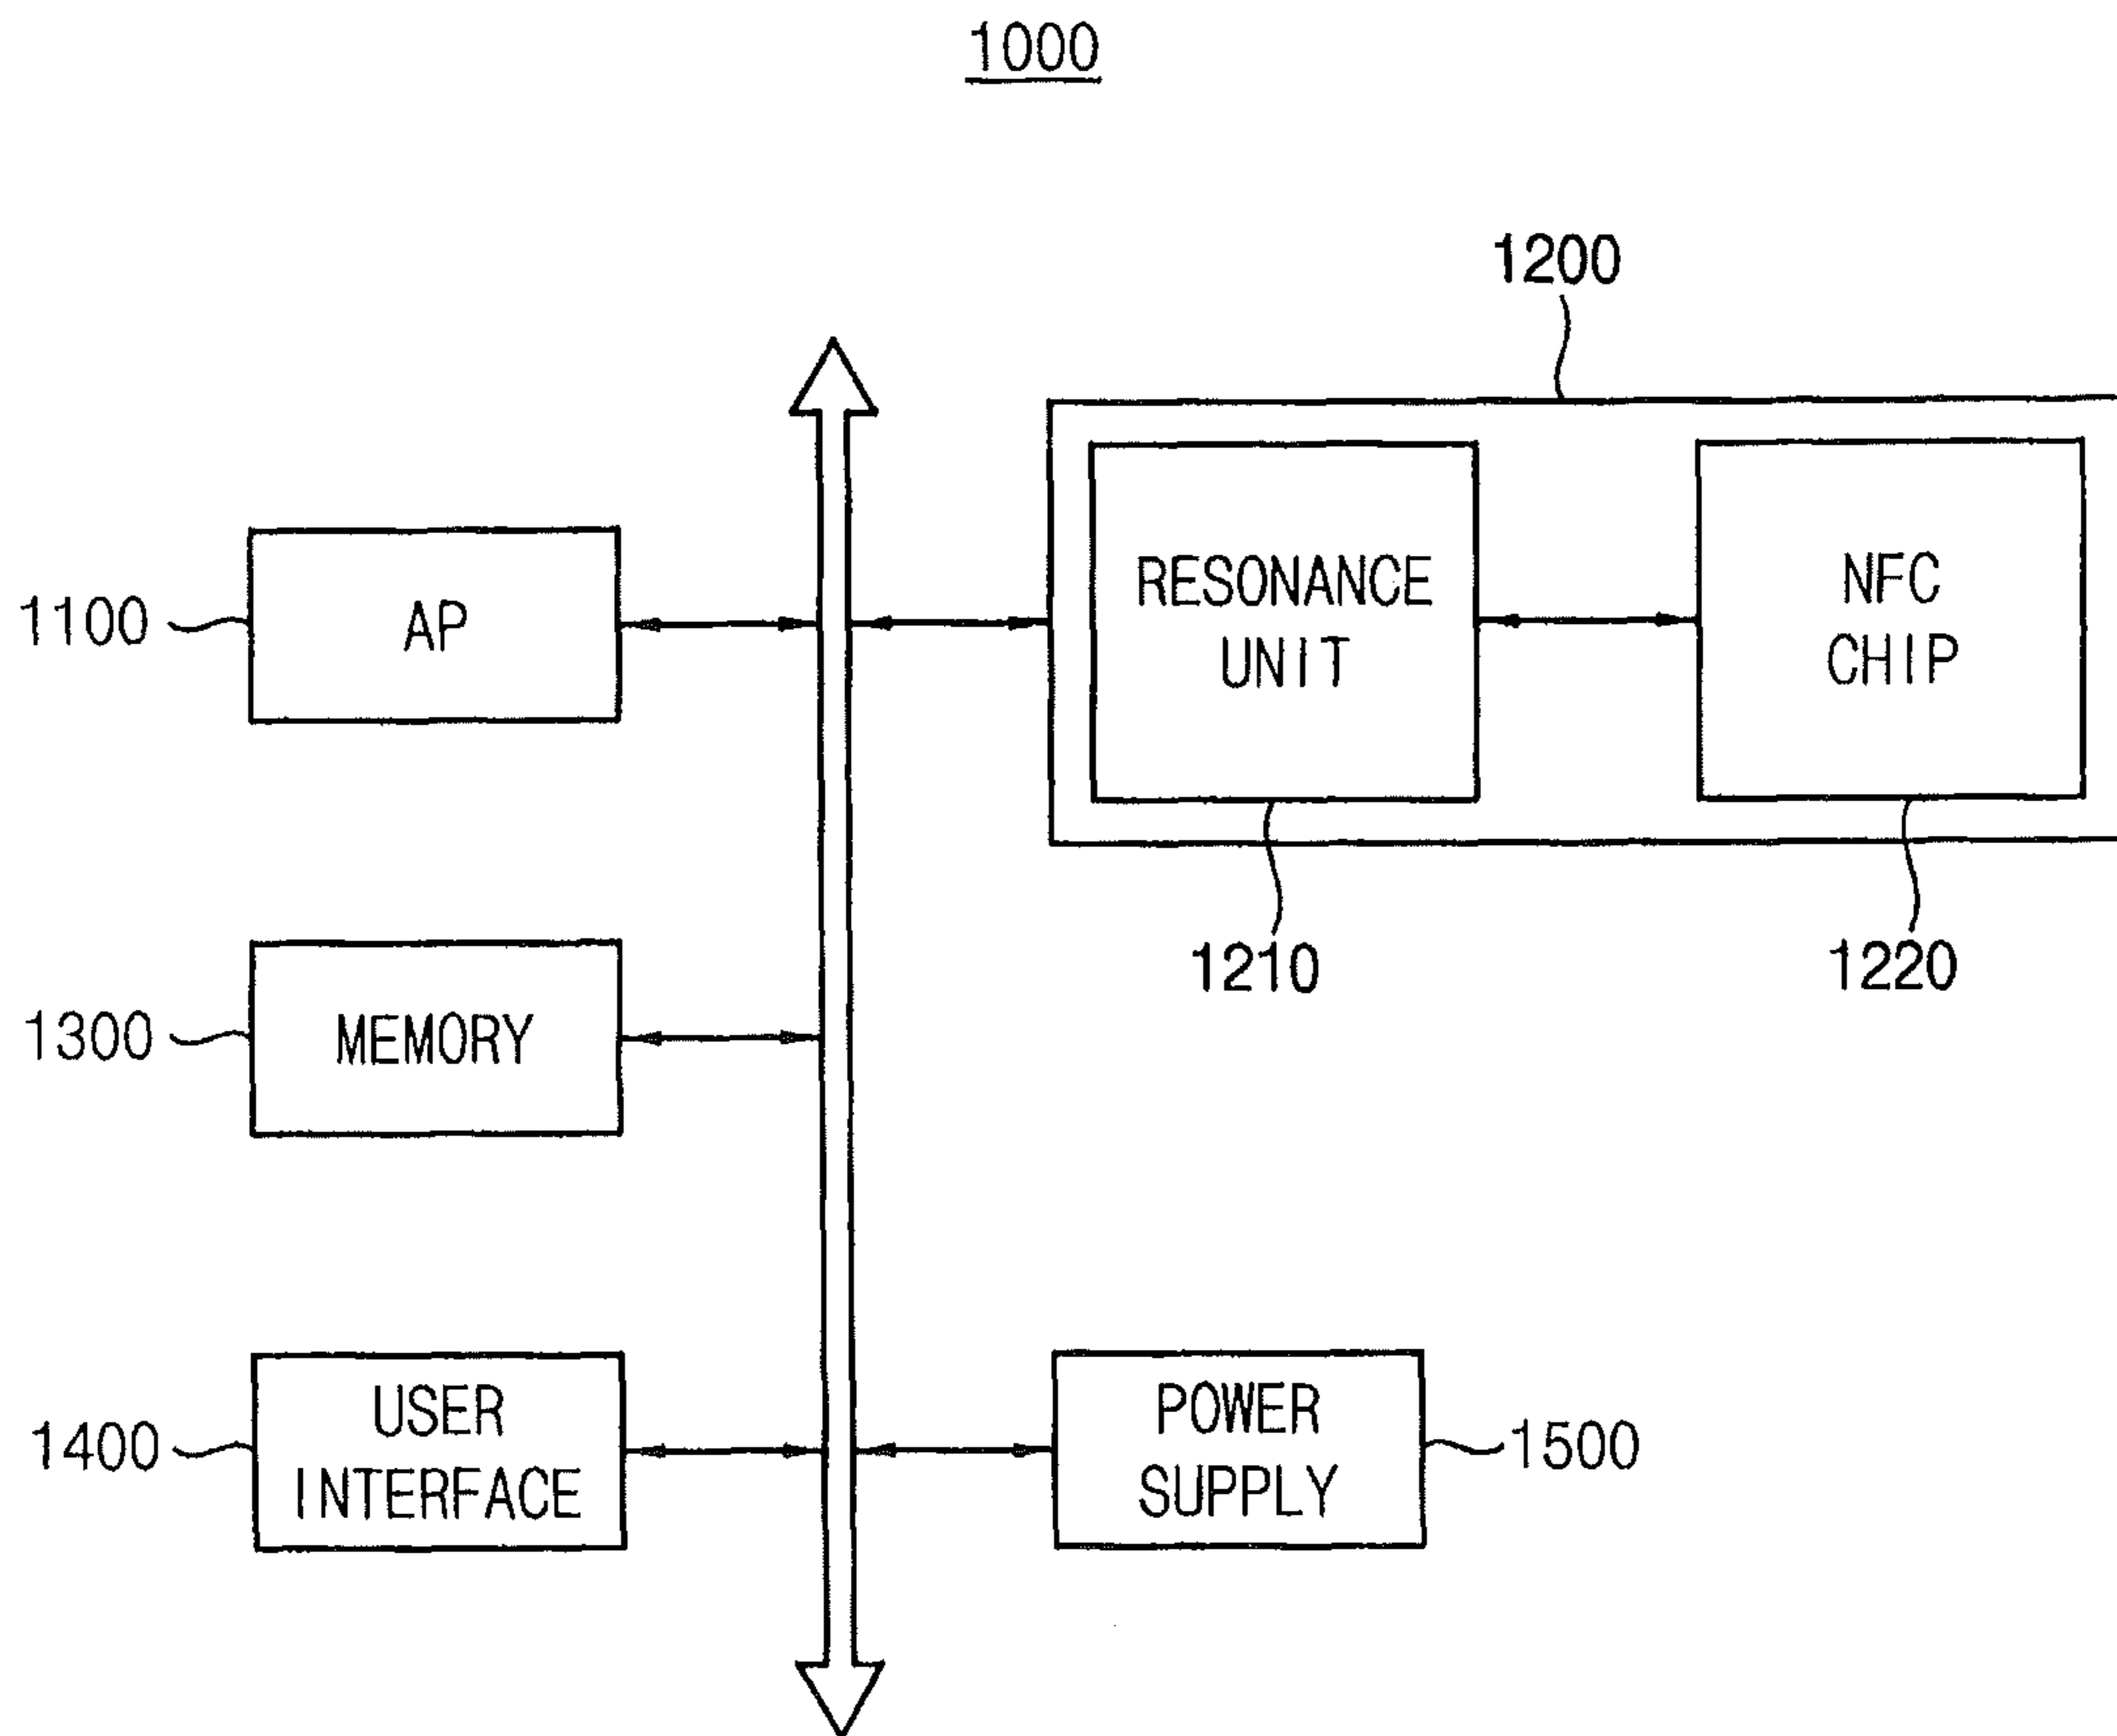 1000
1200
1100
AP
RESONANCE
UNIT
NFC
CHIP
1210
1220
1300
MEMORY
1400
USER
INTERFACE
POWER
SUPPLY
1500